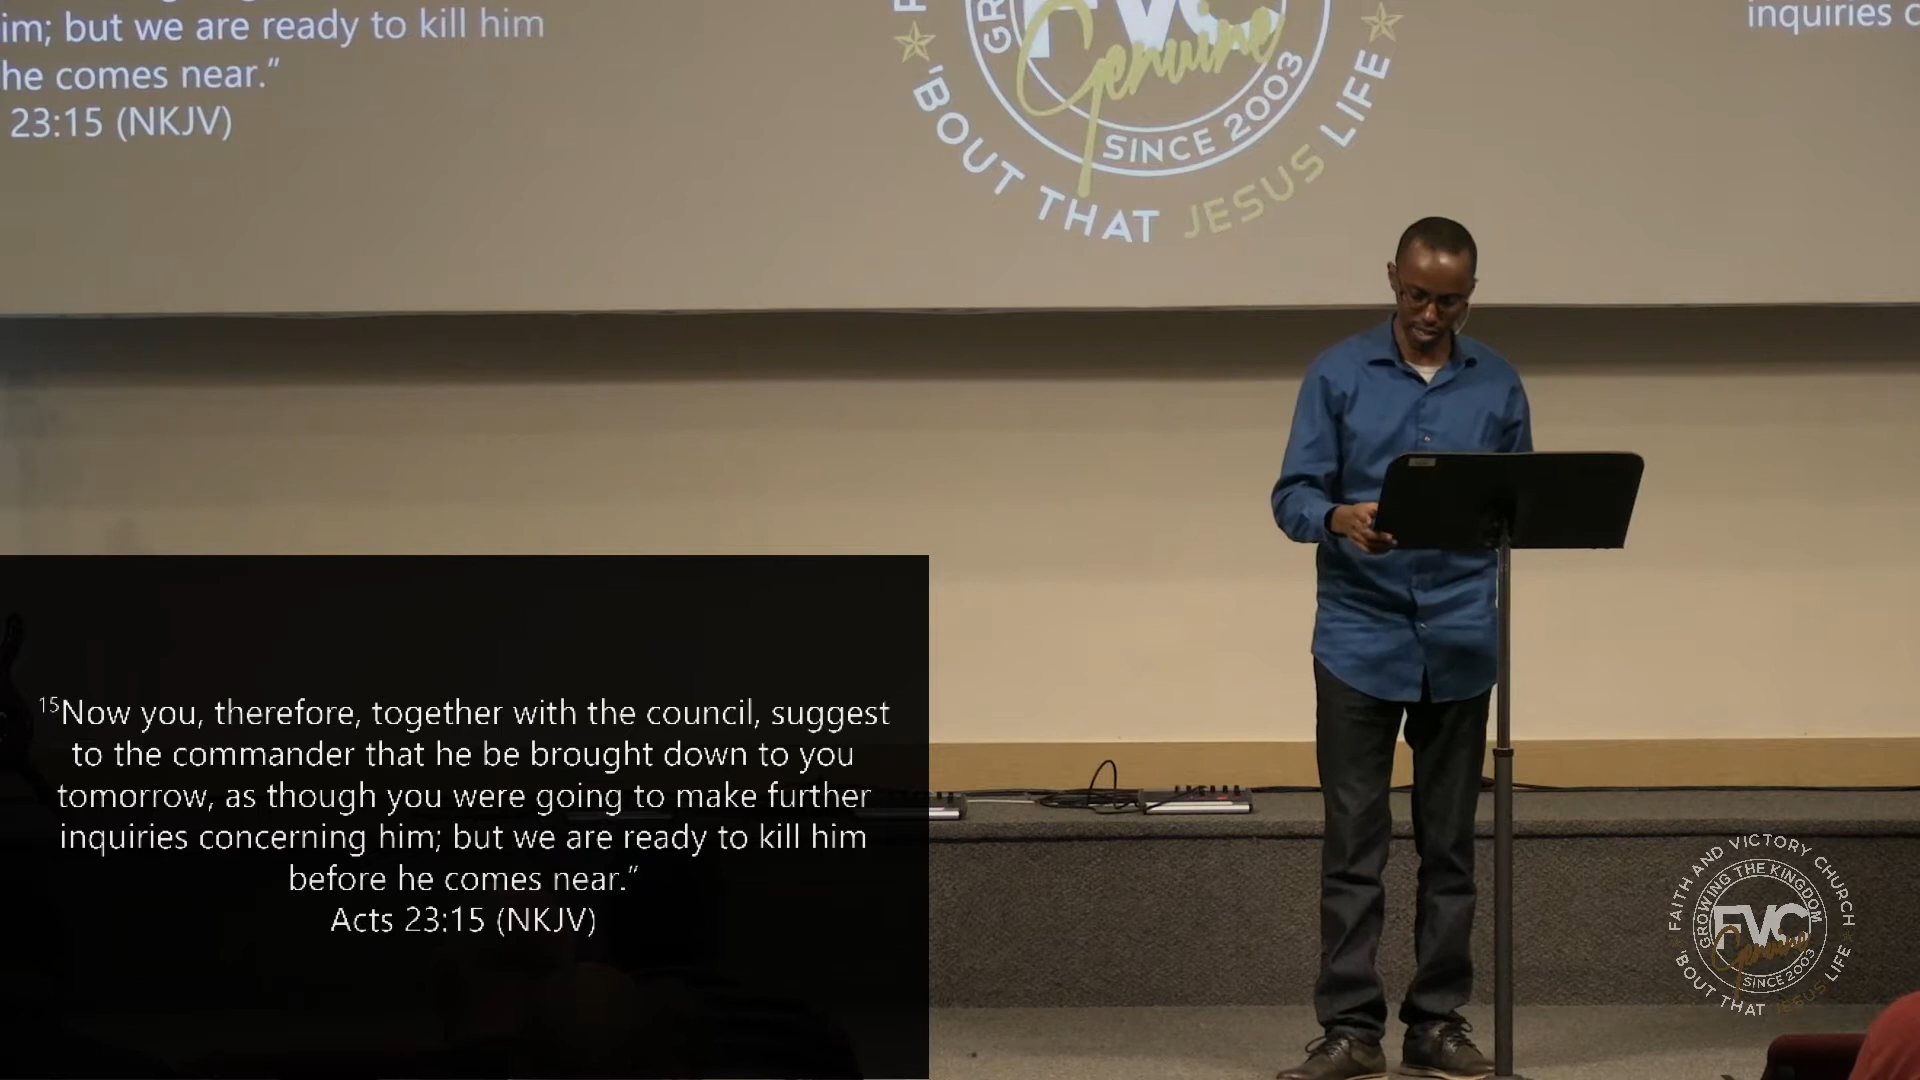 im; but we are ready to kill him
he comes near."
23:15 (NKJV)
FVC
Genuine
SINCE 2003
'BOUT THAT JESUS LIFE
inquiries c
¹⁵Now you, therefore, together with the council, suggest
to the commander that he be brought down to you
tomorrow, as though you were going to make further
inquiries concerning him; but we are ready to kill him
before he comes near."
Acts 23:15 (NKJV)
FAITH AND VICTORY CHURCH
GROWING THE KINGDOM
FVC
Genuine
SINCE 2003
'BOUT THAT JESUS LIFE